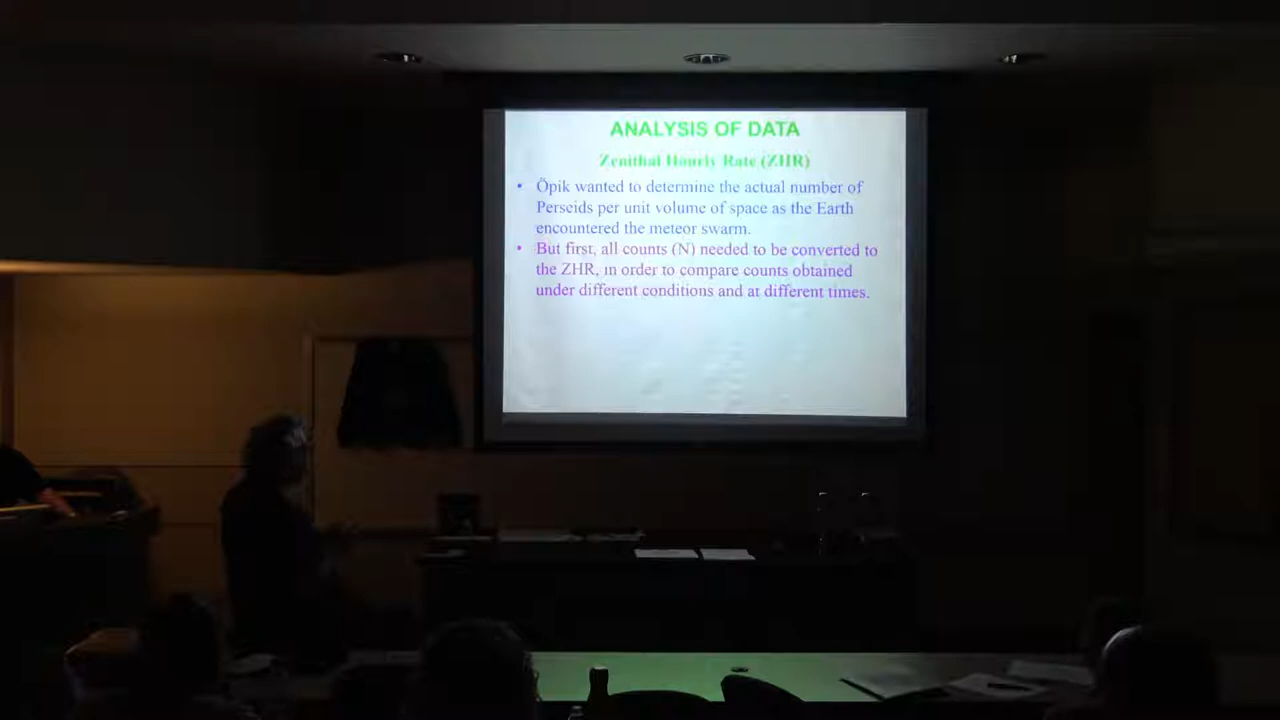 ANALYSIS OF DATA
Zenithal Hourly Rate (ZHR)
• Öpik wanted to determine the actual number of
Perseids per unit volume of space as the Earth
encountered the meteor swarm.
• But first, all counts (N) needed to be converted to
the ZHR, in order to compare counts obtained
under different conditions and at different times.